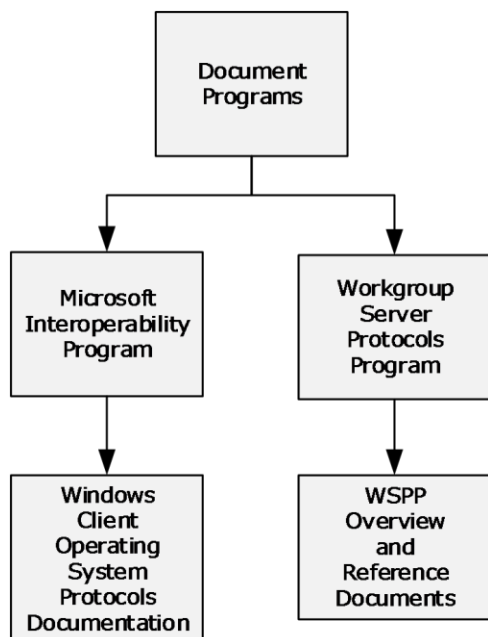 Document
Programs
Microsoft
Interoperability
Program
Workgroup
Server
Protocols
Program
Windows
Client
Operating
System
Protocols
Documentation
WSPP
Overview
and
Reference
Documents